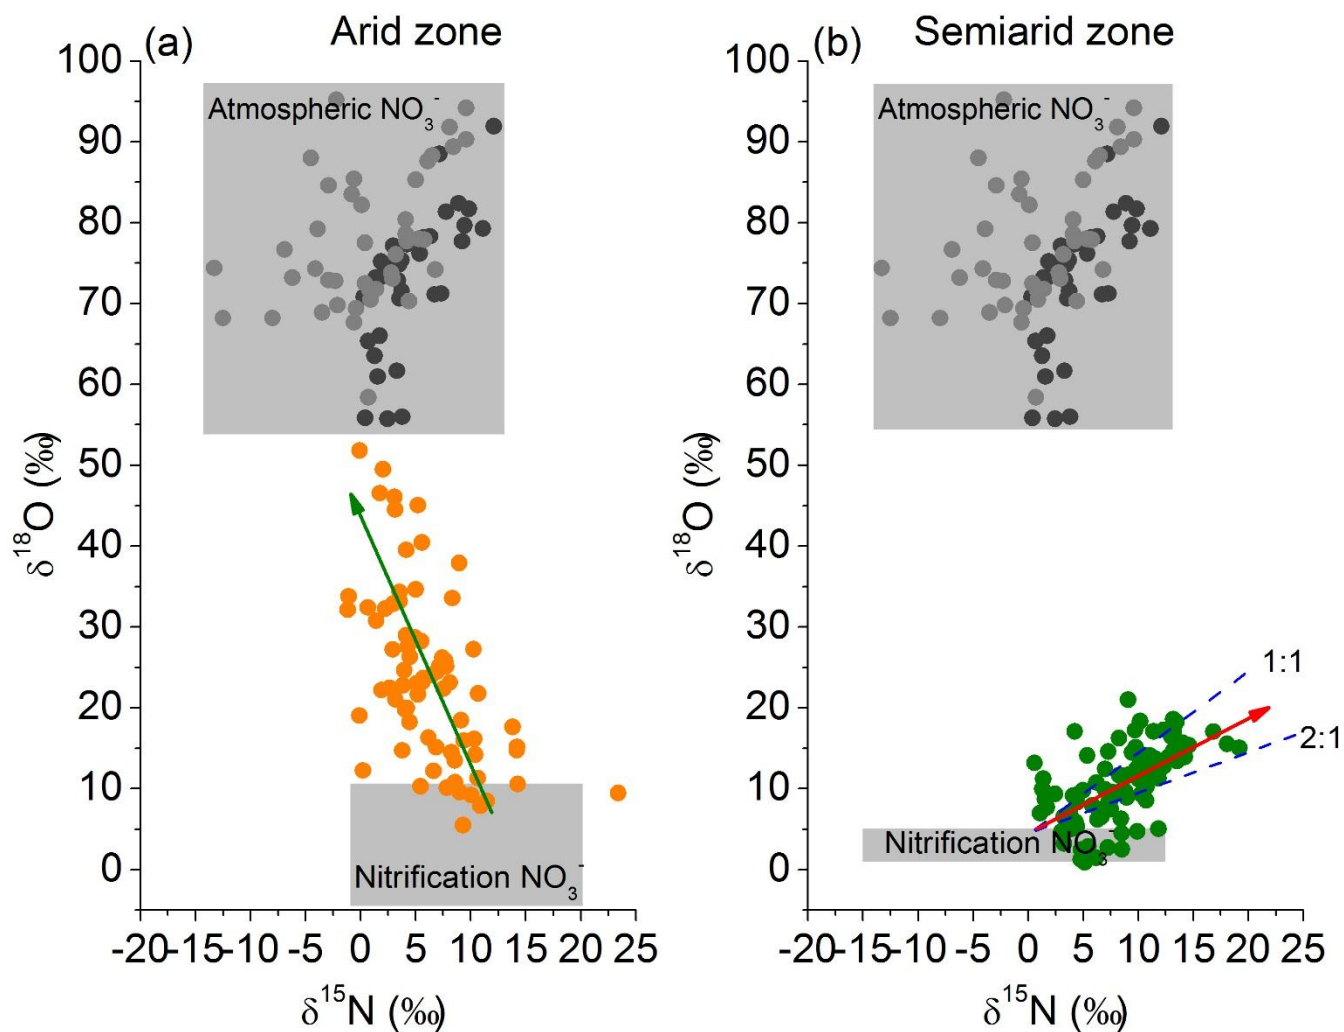 (a) Arid zone
Atmospheric NO₃⁻
Nitrification NO₃⁻
100
90
80
70
60
50
40
30
20
10
0
δ¹⁸O (‰)
-20 -15 -10 -5 0 5 10 15 20 25
δ¹⁵N (‰)
(b) Semiarid zone
Atmospheric NO₃⁻
1:1
2:1
Nitrification NO₃⁻
100
90
80
70
60
50
40
30
20
10
0
δ¹⁸O (‰)
-20 -15 -10 -5 0 5 10 15 20 25
δ¹⁵N (‰)